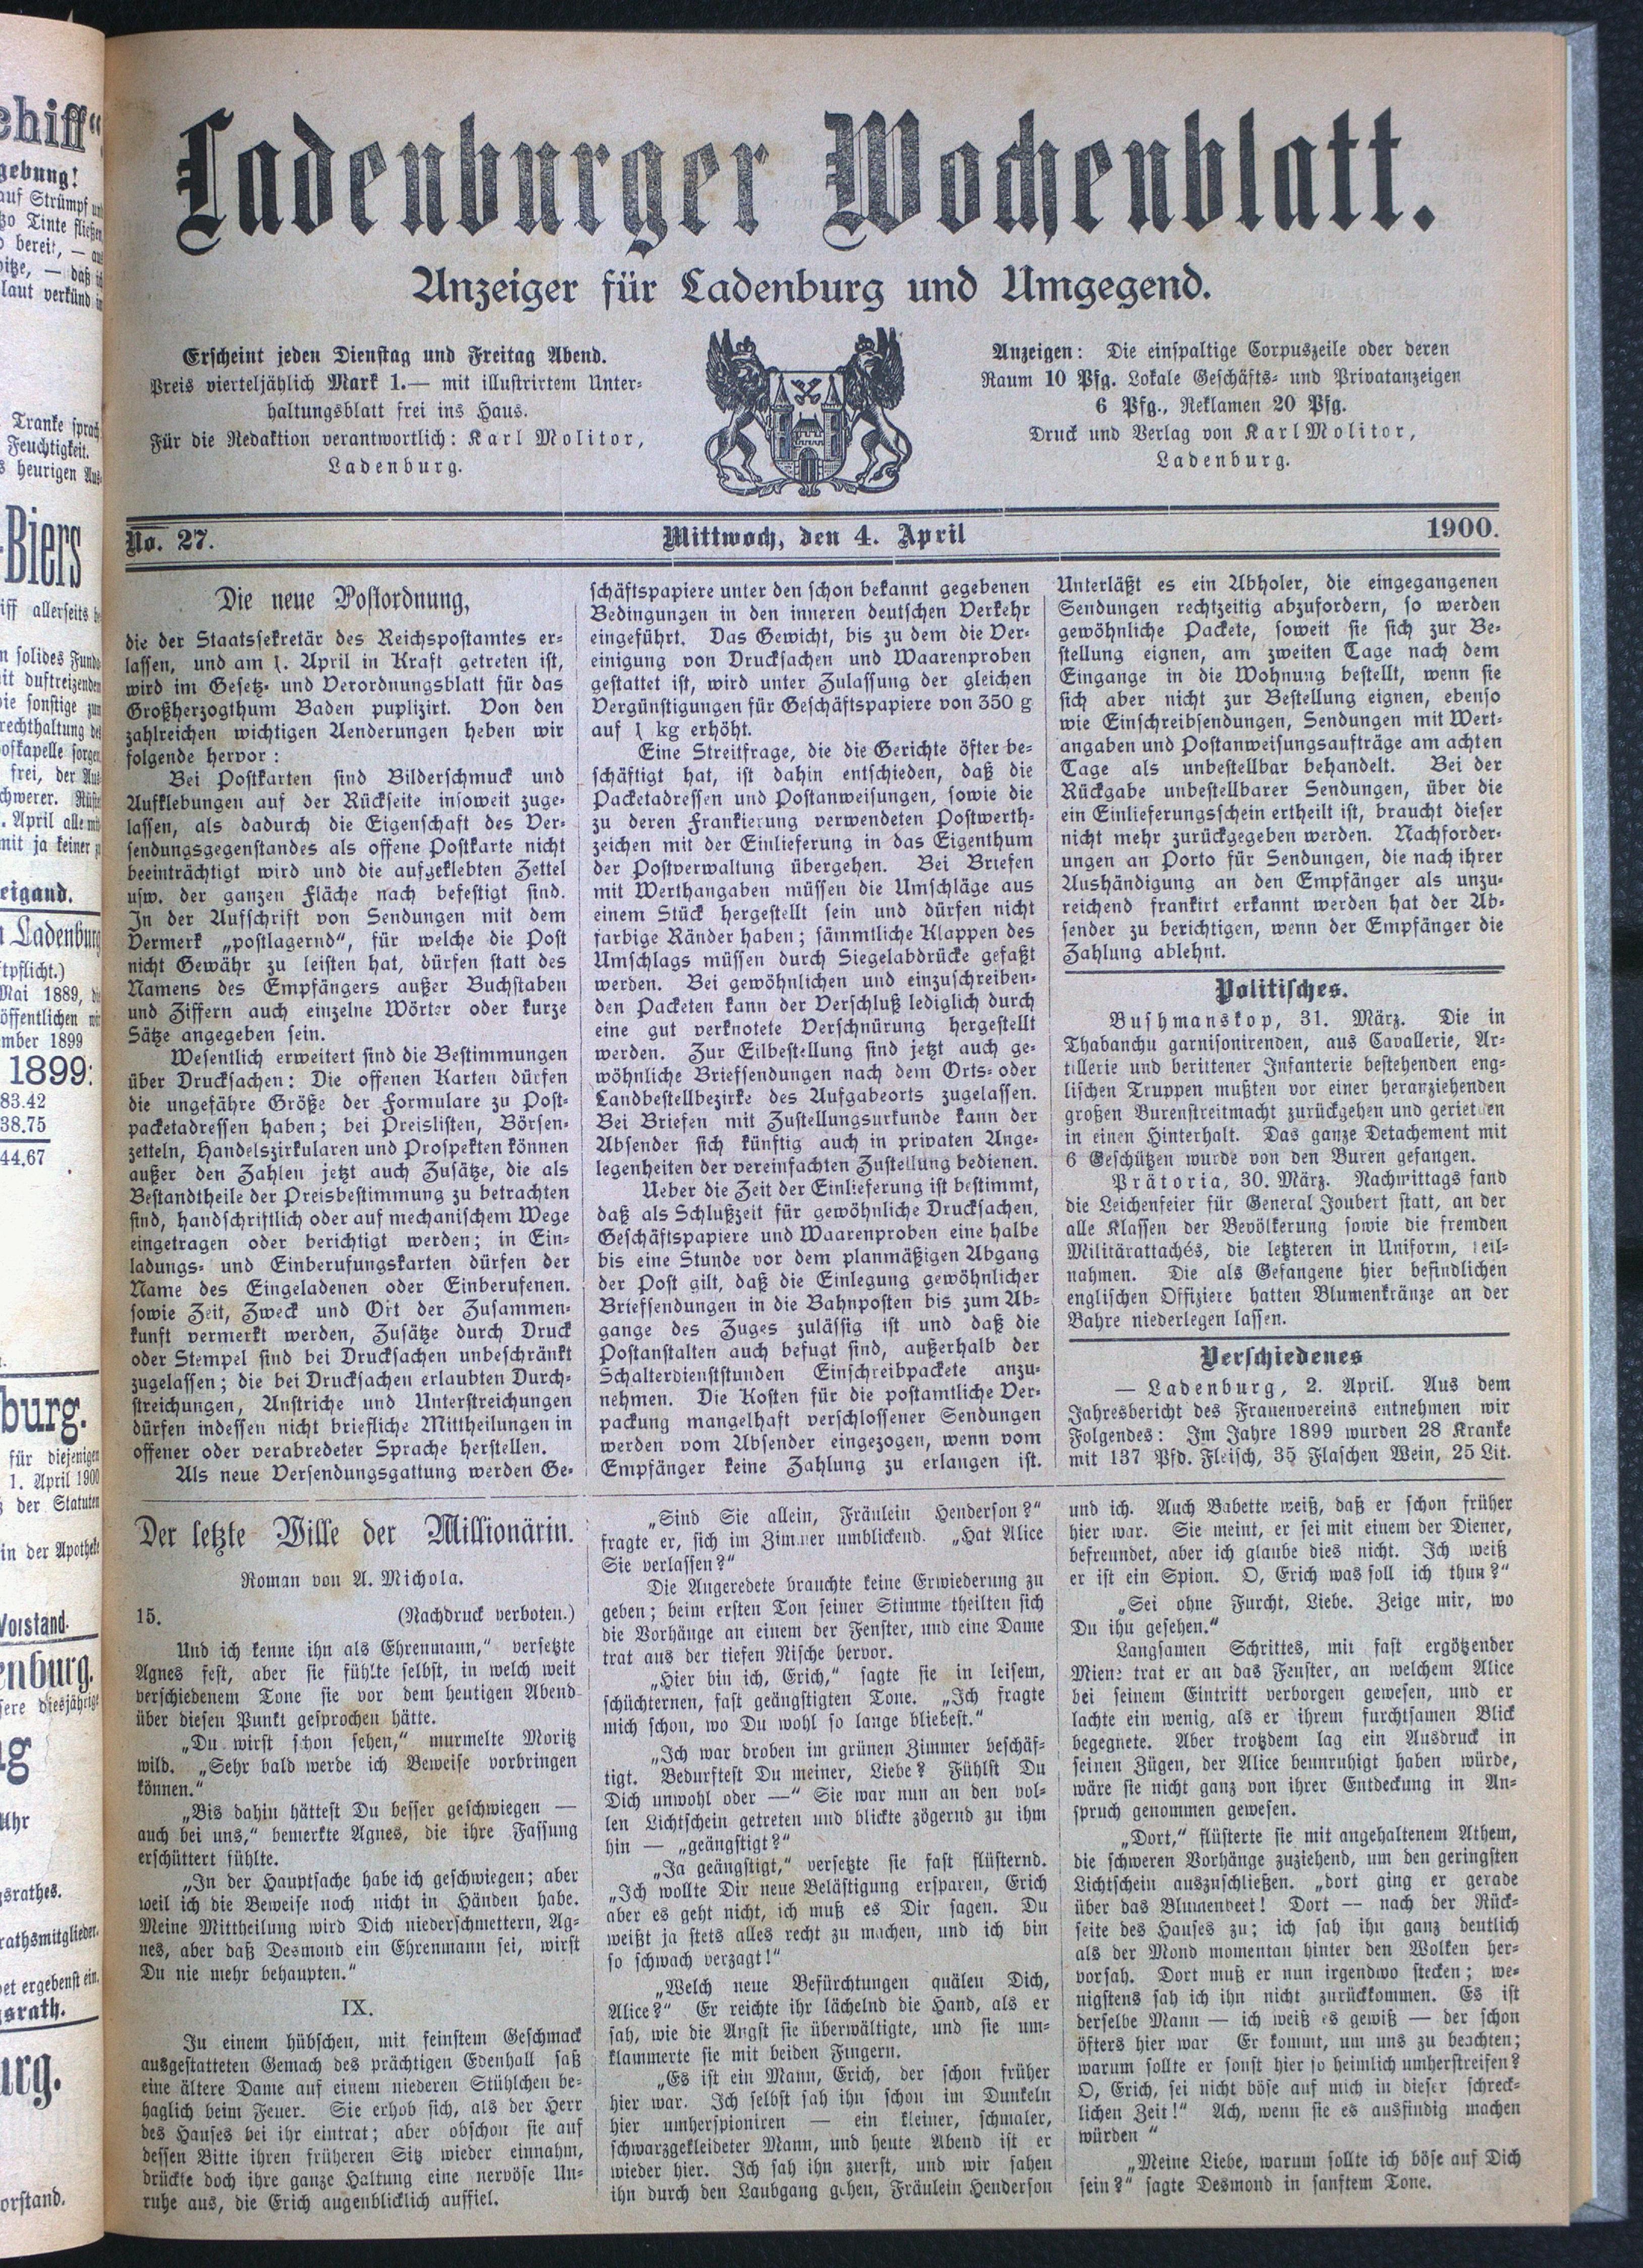 Ladenburger Wochenblatt.
Anzeiger für Ladenburg und Umgegend.
Erscheint jeden Dienstag und Freitag Abend.
Preis vierteljählich Mark 1.— mit illustrirtem Unter-
haltungsblatt frei ins Haus.
Für die Redaktion verantwortlich: Karl Molitor,
Ladenburg.
Anzeigen: Die einspaltige Corpuszeile oder deren
Raum 10 Pfg. Lokale Geschäfts- und Privatanzeigen
6 Pfg., Reklamen 20 Pfg.
Druck und Verlag von Karl Molitor,
Ladenburg.
No. 27.
Mittwoch, den 4. April
1900.
Die neue Postordnung,
die der Staatssekretär des Reichspostamtes er-
lassen, und am 1. April in Kraft getreten ist,
wird im Gesetz- und Verordnungsblatt für das
Großherzogthum Baden puplizirt. Von den
zahlreichen wichtigen Aenderungen heben wir
folgende hervor:
Bei Postkarten sind Bilderschmuck und
Aufklebungen auf der Rückseite insoweit zuge-
lassen, als dadurch die Eigenschaft des Ver-
sendungsgegenstandes als offene Postkarte nicht
beeinträchtigt wird und die aufgeklebten Zettel
usw. der ganzen Fläche nach befestigt sind.
In der Aufschrift von Sendungen mit dem
Vermerk „postlagernd“, für welche die Post
nicht Gewähr zu leisten hat, dürfen statt des
Namens des Empfängers außer Buchstaben
und Ziffern auch einzelne Wörter oder kurze
Sätze angegeben sein.
Wesentlich erweitert sind die Bestimmungen
über Drucksachen: Die offenen Karten dürfen
die ungefähre Größe der Formulare zu Post-
packetadressen haben; bei Preislisten, Börsen-
zetteln, Handelszirkularen und Prospekten können
außer den Zahlen jetzt auch Zusätze, die als
Bestandtheile der Preisbestimmung zu betrachten
sind, handschriftlich oder auf mechanischem Wege
eingetragen oder berichtigt werden; in Ein-
ladungs- und Einberufungskarten dürfen der
Name des Eingeladenen oder Einberufenen.
sowie Zeit, Zweck und Ort der Zusammen-
kunft vermerkt werden, Zusätze durch Druck
oder Stempel sind bei Drucksachen unbeschränkt
zugelassen; die bei Drucksachen erlaubten Durch-
streichungen, Anstriche und Unterstreichungen
dürfen indessen nicht briefliche Mittheilungen in
offener oder verabredeter Sprache herstellen.
Als neue Versendungsgattung werden Ge-
schäftspapiere unter den schon bekannt gegebenen
Bedingungen in den inneren deutschen Verkehr
eingeführt. Das Gewicht, bis zu dem die Ver-
einigung von Drucksachen und Waarenproben
gestattet ist, wird unter Zulassung der gleichen
Vergünstigungen für Geschäftspapiere von 350 g
auf 1 kg erhöht.
Eine Streitfrage, die die Gerichte öfter be-
schäftigt hat, ist dahin entschieden, daß die
Packetadressen und Postanweisungen, sowie die
zu deren Frankierung verwendeten Postwerth-
zeichen mit der Einlieferung in das Eigenthum
der Postverwaltung übergehen. Bei Briefen
mit Werthangaben müssen die Umschläge aus
einem Stück hergestellt sein und dürfen nicht
farbige Ränder haben; sämmtliche Klappen des
Umschlags müssen durch Siegelabdrücke gefaßt
werden. Bei gewöhnlichen und einzuschreiben-
den Packeten kann der Verschluß lediglich durch
eine gut verknotete Verschnürung hergestellt
werden. Zur Eilbestellung sind jetzt auch ge-
wöhnliche Briefsendungen nach dem Orts- oder
Landbestellbezirke des Aufgabeorts zugelassen.
Bei Briefen mit Zustellungsurkunde kann der
Absender sich künftig auch in privaten Ange-
legenheiten der vereinfachten Zustellung bedienen.
Ueber die Zeit der Einlieferung ist bestimmt,
daß als Schlußzeit für gewöhnliche Drucksachen,
Geschäftspapiere und Waarenproben eine halbe
bis eine Stunde vor dem planmäßigen Abgang
der Post gilt, daß die Einlegung gewöhnlicher
Briefsendungen in die Bahnposten bis zum Ab-
gange des Zuges zulässig ist und daß die
Postanstalten auch befugt sind, außerhalb der
Schalterdienststunden Einschreibpackete anzu-
nehmen. Die Kosten für die postamtliche Ver-
packung mangelhaft verschlossener Sendungen
werden vom Absender eingezogen, wenn vom
Empfänger keine Zahlung zu erlangen ist.
Unterläßt es ein Abholer, die eingegangenen
Sendungen rechtzeitig abzufordern, so werden
gewöhnliche Packete, soweit sie sich zur Be-
stellung eignen, am zweiten Tage nach dem
Eingange in die Wohnung bestellt, wenn sie
sich aber nicht zur Bestellung eignen, ebenso
wie Einschreibsendungen, Sendungen mit Wert-
angaben und Postanweisungsaufträge am achten
Tage als unbestellbar behandelt. Bei der
Rückgabe unbestellbarer Sendungen, über die
ein Einlieferungsschein ertheilt ist, braucht dieser
nicht mehr zurückgegeben werden. Nachforder-
ungen an Porto für Sendungen, die nach ihrer
Aushändigung an den Empfänger als unzu-
reichend frankirt erkannt werden hat der Ab-
sender zu berichtigen, wenn der Empfänger die
Zahlung ablehnt.
Politisches.
Bushmanskop, 31. März. Die in
Thabanchu garnisonirenden, aus Cavallerie, Ar-
tillerie und berittener Infanterie bestehenden eng-
lischen Truppen mußten vor einer heranziehenden
großen Burenstreitmacht zurückgehen und gerieten
in einen Hinterhalt. Das ganze Detachement mit
6 Geschützen wurde von den Buren gefangen.
Prätoria, 30. März. Nachmittags fand
die Leichenfeier für General Joubert statt, an der
alle Klassen der Bevölkerung sowie die fremden
Militärattachés, die letzteren in Uniform, teil-
nahmen. Die als Gefangene hier befindlichen
englischen Offiziere hatten Blumenkränze an der
Bahre niederlegen lassen.
Verschiedenes
— Ladenburg, 2. April. Aus dem
Jahresbericht des Frauenvereins entnehmen wir
Folgendes: Im Jahre 1899 wurden 28 Kranke
mit 137 Pfd. Fleisch, 35 Flaschen Wein, 25 Lit.
Der letzte Wille der Millionärin.
Roman von A. Michola.
15. (Nachdruck verboten.)
Und ich kenne ihn als Ehrenmann,“ versetzte
Agnes fest, aber sie fühlte selbst, in welch weit
verschiedenem Tone sie vor dem heutigen Abend
über diesen Punkt gesprochen hätte.
„Du wirst schon sehen,“ murmelte Moritz
wild. „Sehr bald werde ich Beweise vorbringen
können.“
„Bis dahin hättest Du besser geschwiegen —
auch bei uns,“ bemerkte Agnes, die ihre Fassung
erschüttert fühlte.
„In der Hauptsache habe ich geschwiegen; aber
weil ich die Beweise noch nicht in Händen habe.
Meine Mittheilung wird Dich niederschmettern, Ag-
nes, aber daß Desmond ein Ehrenmann sei, wirst
Du nie mehr behaupten.“
IX.
In einem hübschen, mit feinstem Geschmack
ausgestatteten Gemach des prächtigen Edenhall saß
eine ältere Dame auf einem niederen Stühlchen be-
haglich beim Feuer. Sie erhob sich, als der Herr
des Hauses bei ihr eintrat; aber obschon sie auf
dessen Bitte ihren früheren Sitz wieder einnahm,
drückte doch ihre ganze Haltung eine nervöse Un-
ruhe aus, die Erich augenblicklich auffiel.
„Sind Sie allein, Fräulein Henderson?“
fragte er, sich im Zimmer umblickend. „Hat Alice
Sie verlassen?“
Die Angeredete brauchte keine Erwiederung zu
geben; beim ersten Ton seiner Stimme theilten sich
die Vorhänge an einem der Fenster, und eine Dame
trat aus der tiefen Nische hervor.
„Hier bin ich, Erich,“ sagte sie in leisem,
schüchternen, fast geängstigten Tone. „Ich fragte
mich schon, wo Du wohl so lange bliebest.“
„Ich war droben im grünen Zimmer beschäf-
tigt. Bedurftest Du meiner, Liebe? Fühlst Du
Dich unwohl oder —“ Sie war nun an den vol-
len Lichtschein getreten und blickte zögernd zu ihm
hin — „geängstigt?“
„Ja geängstigt,“ versetzte sie fast flüsternd.
„Ich wollte Dir neue Belästigung ersparen, Erich
aber es geht nicht, ich muß es Dir sagen. Du
weißt ja stets alles recht zu machen, und ich bin
so schwach verzagt!“
„Welch neue Befürchtungen quälen Dich,
Alice?“ Er reichte ihr lächelnd die Hand, als er
sah, wie die Angst sie überwältigte, und sie um-
klammerte sie mit beiden Fingern.
„Es ist ein Mann, Erich, der schon früher
hier war. Ich selbst sah ihn schon im Dunkeln
hier umherspioniren — ein kleiner, schmaler,
schwarzgekleideter Mann, und heute Abend ist er
wieder hier. Ich sah ihn zuerst, und wir sahen
ihn durch den Laubgang gehen, Fräulein Henderson
und ich. Auch Babette weiß, daß er schon früher
hier war. Sie meint, er sei mit einem der Diener,
befreundet, aber ich glaube dies nicht. Ich weiß
er ist ein Spion. O, Erich was soll ich thun?“
„Sei ohne Furcht, Liebe. Zeige mir, wo
Du ihn gesehen.“
Langsamen Schrittes, mit fast ergötzender
Miene trat er an das Fenster, an welchem Alice
bei seinem Eintritt verborgen gewesen, und er
lachte ein wenig, als er ihrem furchtsamen Blick
begegnete. Aber trotzdem lag ein Ausdruck in
seinen Zügen, der Alice beunruhigt haben würde,
wäre sie nicht ganz von ihrer Entdeckung in An-
spruch genommen gewesen.
„Dort,“ flüsterte sie mit angehaltenem Athem,
die schweren Vorhänge zuziehend, um den geringsten
Lichtschein auszuschließen. „dort ging er gerade
über das Blumenbeet! Dort — nach der Rück-
seite des Hauses zu; ich sah ihn ganz deutlich
als der Mond momentan hinter den Wolken her-
vorsah. Dort muß er nun irgendwo stecken; we-
nigstens sah ich ihn nicht zurückkommen. Es ist
derselbe Mann — ich weiß es gewiß — der schon
öfters hier war Er kommt, um uns zu beachten;
warum sollte er sonst hier so heimlich umherstreifen?
O, Erich, sei nicht böse auf mich in dieser schreck-
lichen Zeit!“ Ach, wenn sie es ausfindig machen
würden “
„Meine Liebe, warum sollte ich böse auf Dich
sein?“ sagte Desmond in sanftem Tone.